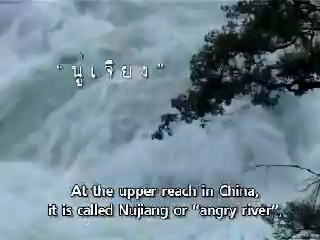 "นู่เจียง"
At the upper reach in China,
it is called Nujiang or "angry river".